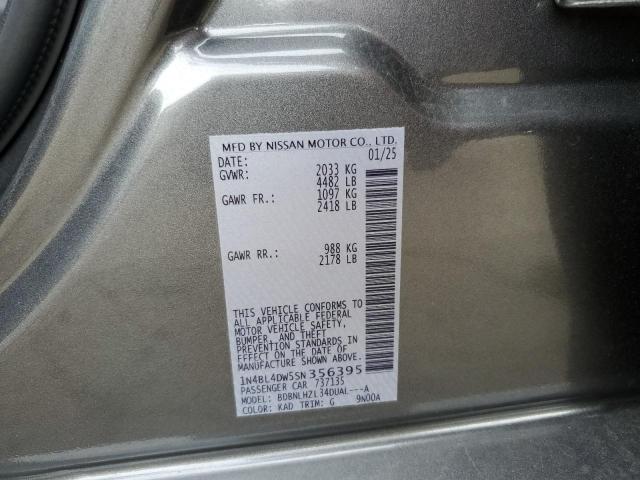 MFD BY NISSAN MOTOR CO., LTD.
DATE: 01/25
GVWR: 2033 KG
4482 LB
GAWR FR.: 1097 KG
2418 LB
GAWR RR.: 988 KG
2178 LB
THIS VEHICLE CONFORMS TO
ALL APPLICABLE FEDERAL
MOTOR VEHICLE SAFETY,
BUMPER, AND THEFT
PREVENTION STANDARDS IN
EFFECT ON THE DATE OF
MANUFACTURE SHOWN ABOVE.
1N4BL4DW5SN356395
PASSENGER CAR 737135
MODEL: BDBNLHZL34DUAL---A
COLOR: KAD TRIM: G 9N00A